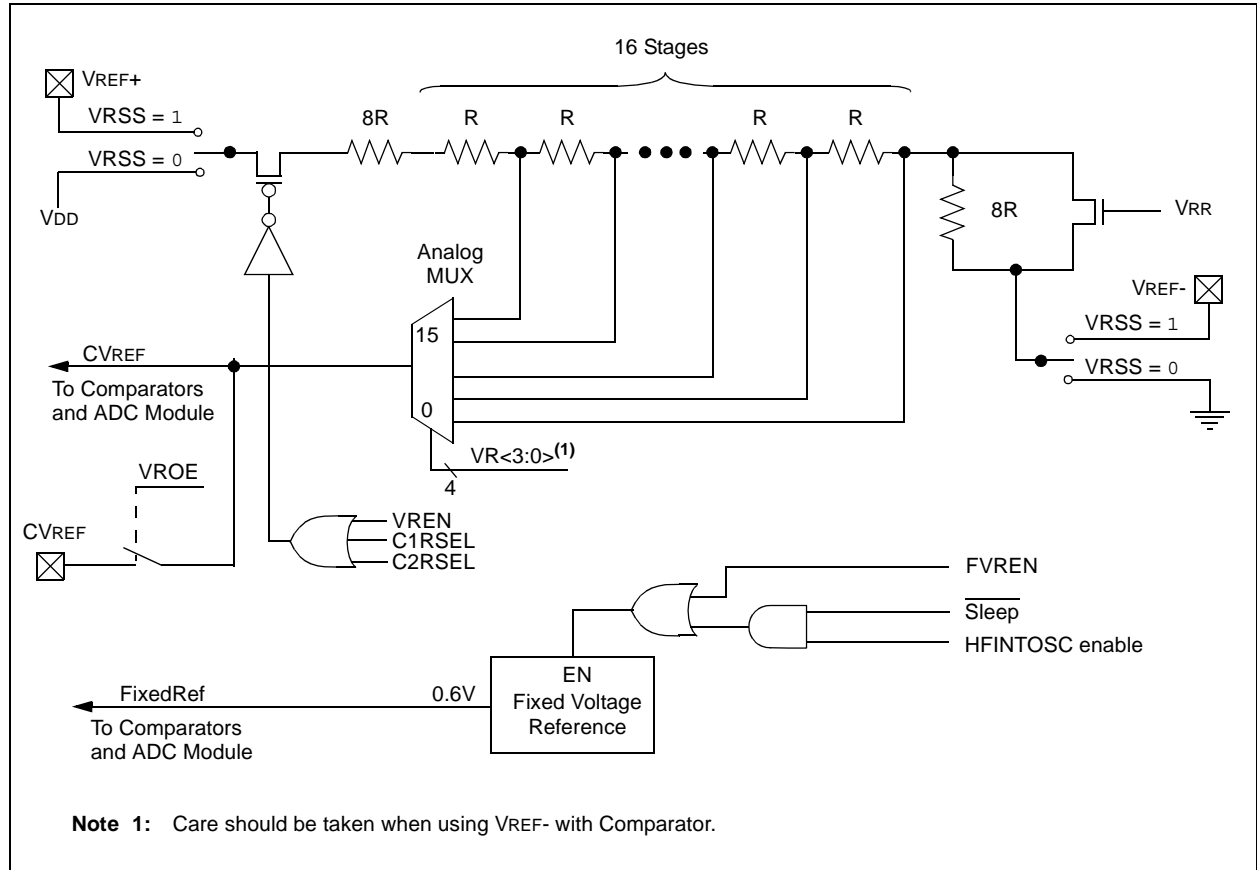 16 Stages
VREF+
VRSS = 1
8R
R
R
R
R
VRSS = 0
VDD
8R
VRR
Analog
MUX
VREF-
15
VRSS = 1
CVREF
VRSS = 0
To Comparators
and ADC Module
0
VR<3:0>(1)
4
VROE
CVREF
VREN
C1RSEL
C2RSEL
FVREN
Sleep
HFINTOSC enable
EN
FixedRef
0.6V
Fixed Voltage
Reference
To Comparators
and ADC Module
Note 1: Care should be taken when using VREF- with Comparator.